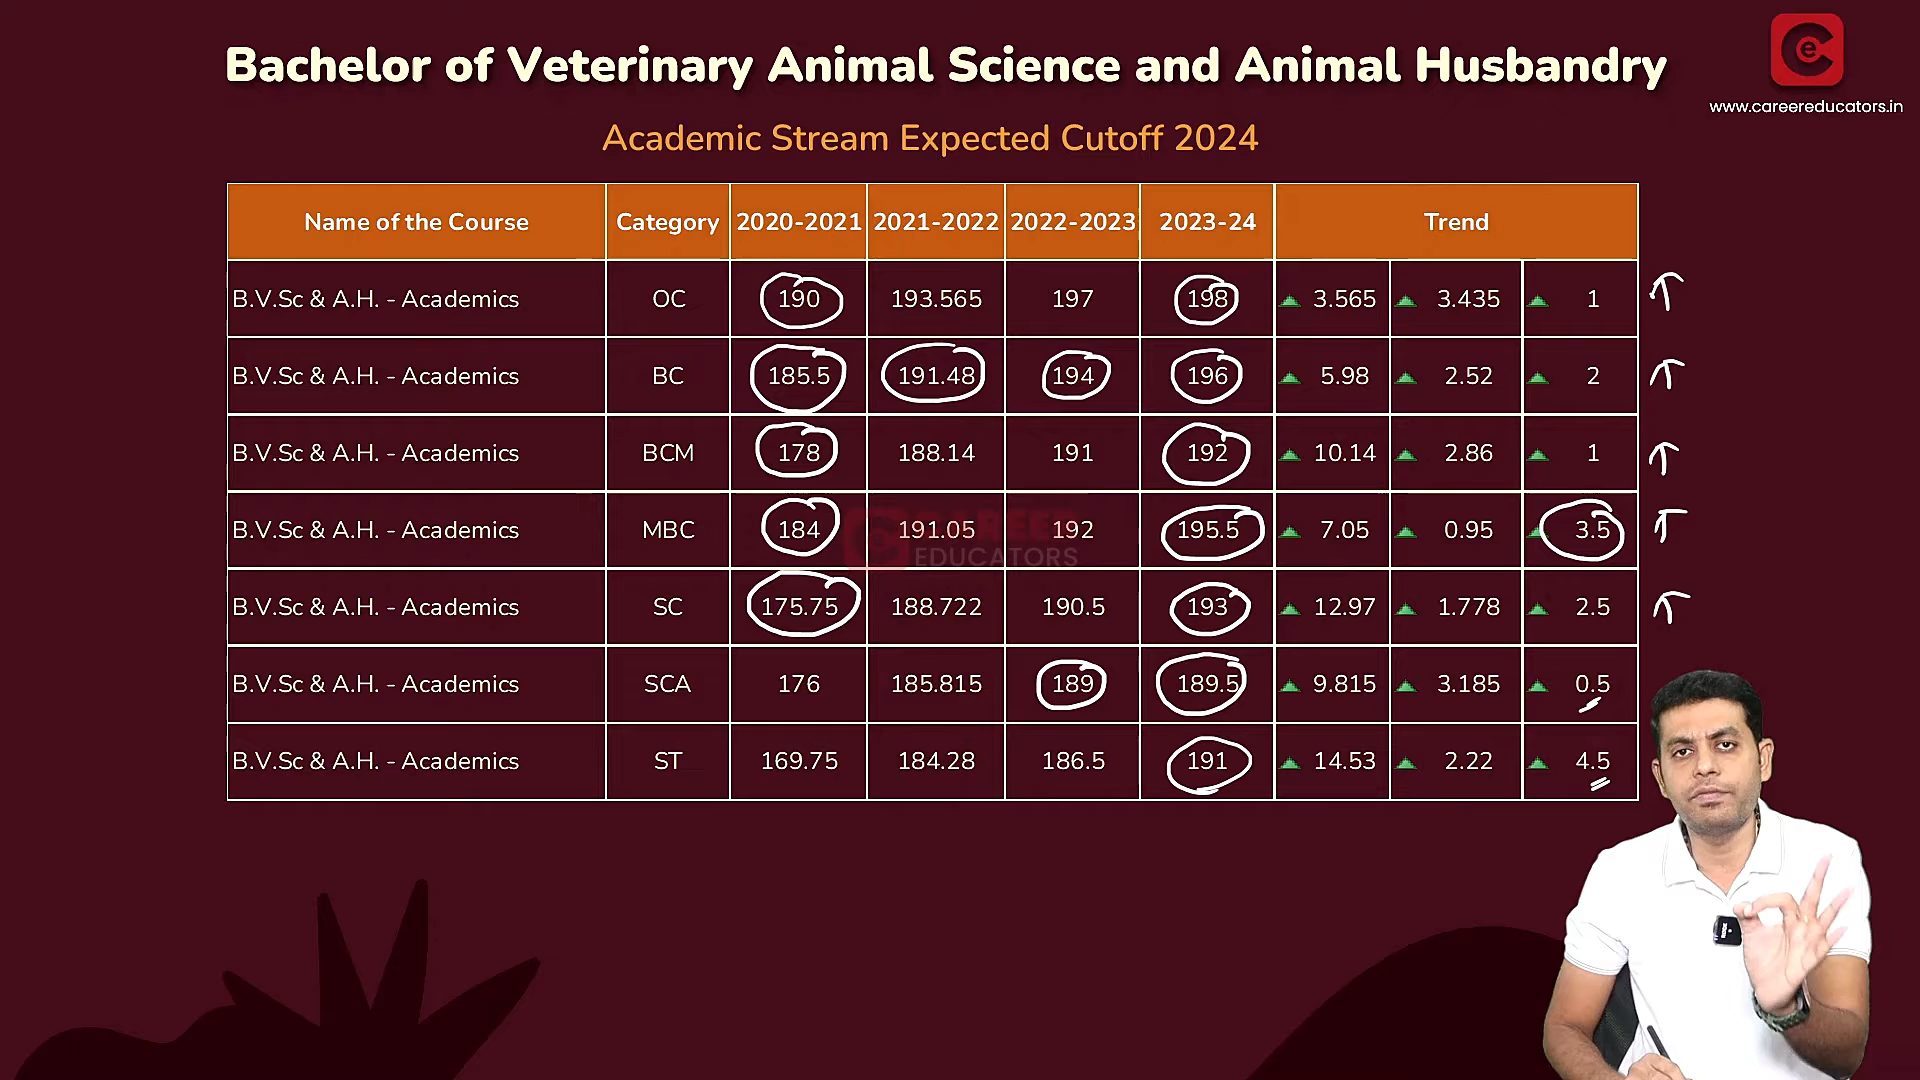 Bachelor of Veterinary Animal Science and Animal Husbandry
e
www.careereducators.in
Academic Stream Expected Cutoff 2024
Name of the Course Category 2020-2021 2021-2022 2022-2023 2023-24 Trend
B.V.Sc & A.H. - Academics OC 190 193.565 197 198 3.565 3.435 1
B.V.Sc & A.H. - Academics BC 185.5 191.48 194 196 5.98 2.52 2
B.V.Sc & A.H. - Academics BCM 178 188.14 191 192 10.14 2.86 1
B.V.Sc & A.H. - Academics MBC 184 191.05 192 195.5 7.05 0.95 3.5
CAREER
EDUCATORS
B.V.Sc & A.H. - Academics SC 175.75 188.722 190.5 193 12.97 1.778 2.5
B.V.Sc & A.H. - Academics SCA 176 185.815 189 189.5 9.815 3.185 0.5
B.V.Sc & A.H. - Academics ST 169.75 184.28 186.5 191 14.53 2.22 4.5